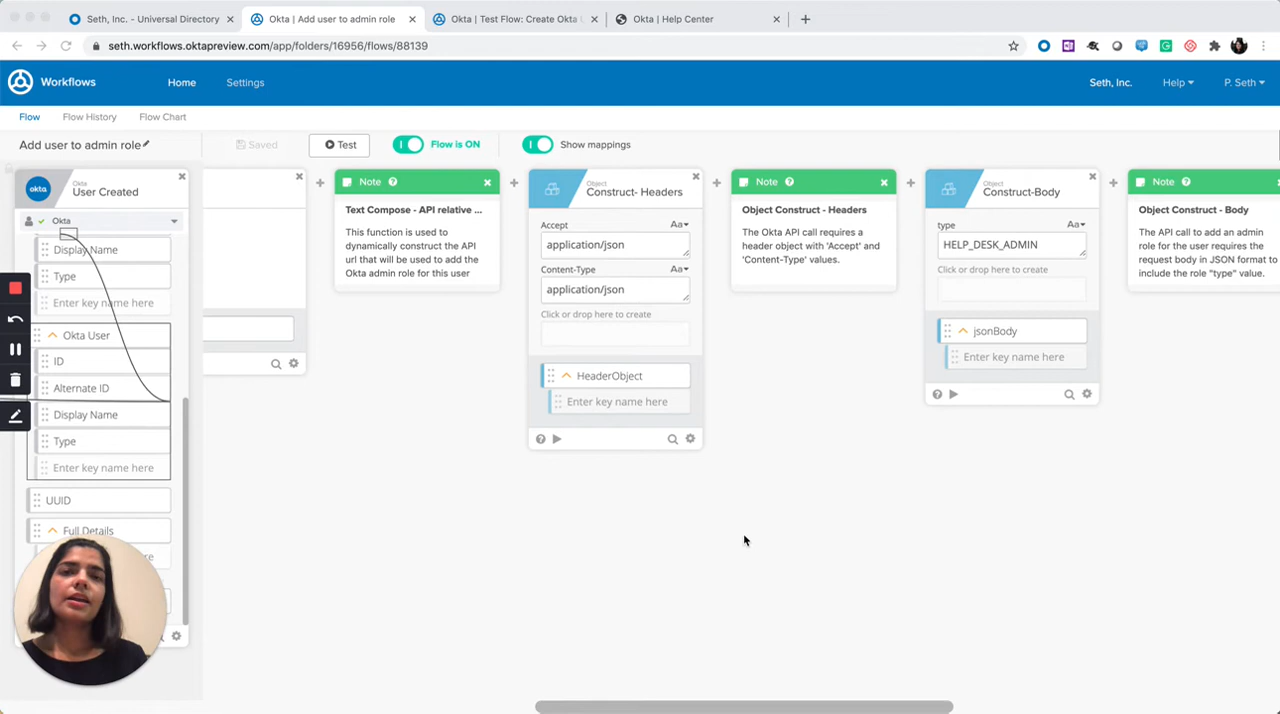 Seth, Inc. - Universal Directory
Okta | Add user to admin role
Okta | Test Flow: Create Okta
Okta | Help Center
seth.workflows.oktapreview.com/app/folders/16956/flows/88139
Workflows
Home
Settings
Seth, Inc.
Help
P. Seth
Flow
Flow History
Flow Chart
Add user to admin role
Saved
Test
Flow is ON
Show mappings
okta
Okta
User Created
Okta
Display Name
Type
Enter key name here
Okta User
ID
Alternate ID
Display Name
Type
Enter key name here
UUID
Full Details
Note
Text Compose - API relative ...
This function is used to
dynamically construct the API
url that will be used to add the
Okta admin role for this user
Object
Construct- Headers
Accept
Aa
application/json
Content-Type
Aa
application/json
Click or drop here to create
HeaderObject
Enter key name here
Note
Object Construct - Headers
The Okta API call requires a
header object with 'Accept' and
'Content-Type' values.
Object
Construct-Body
type
Aa
HELP_DESK_ADMIN
Click or drop here to create
jsonBody
Enter key name here
Note
Object Construct - Body
The API call to add an admin
role for the user requires the
request body in JSON format to
include the role "type" value.